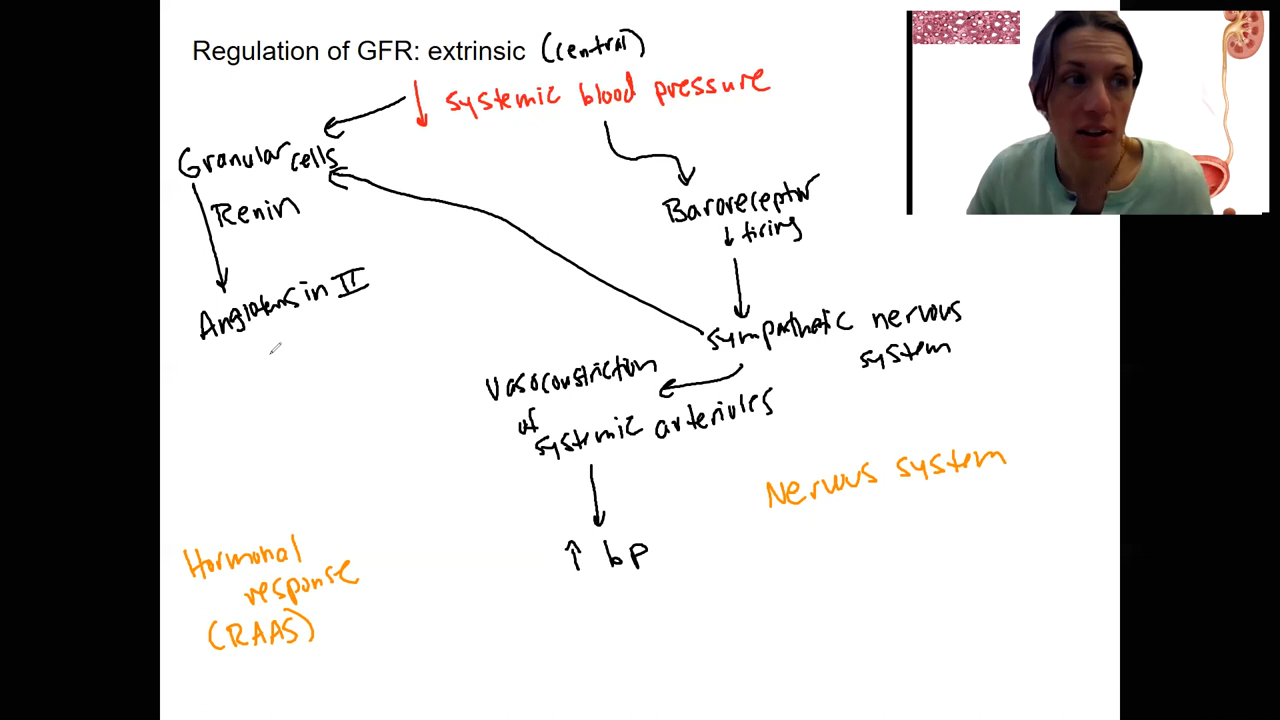 Regulation of GFR: extrinsic (central)
↓ systemic blood pressure
Granular cells
Renin
Angiotensin II
Baroreceptor
↓ firing
sympathetic nervous
system
Vasoconstriction
of
systemic arterioles
↑ bp
Nervous system
Hormonal
response
(RAAS)